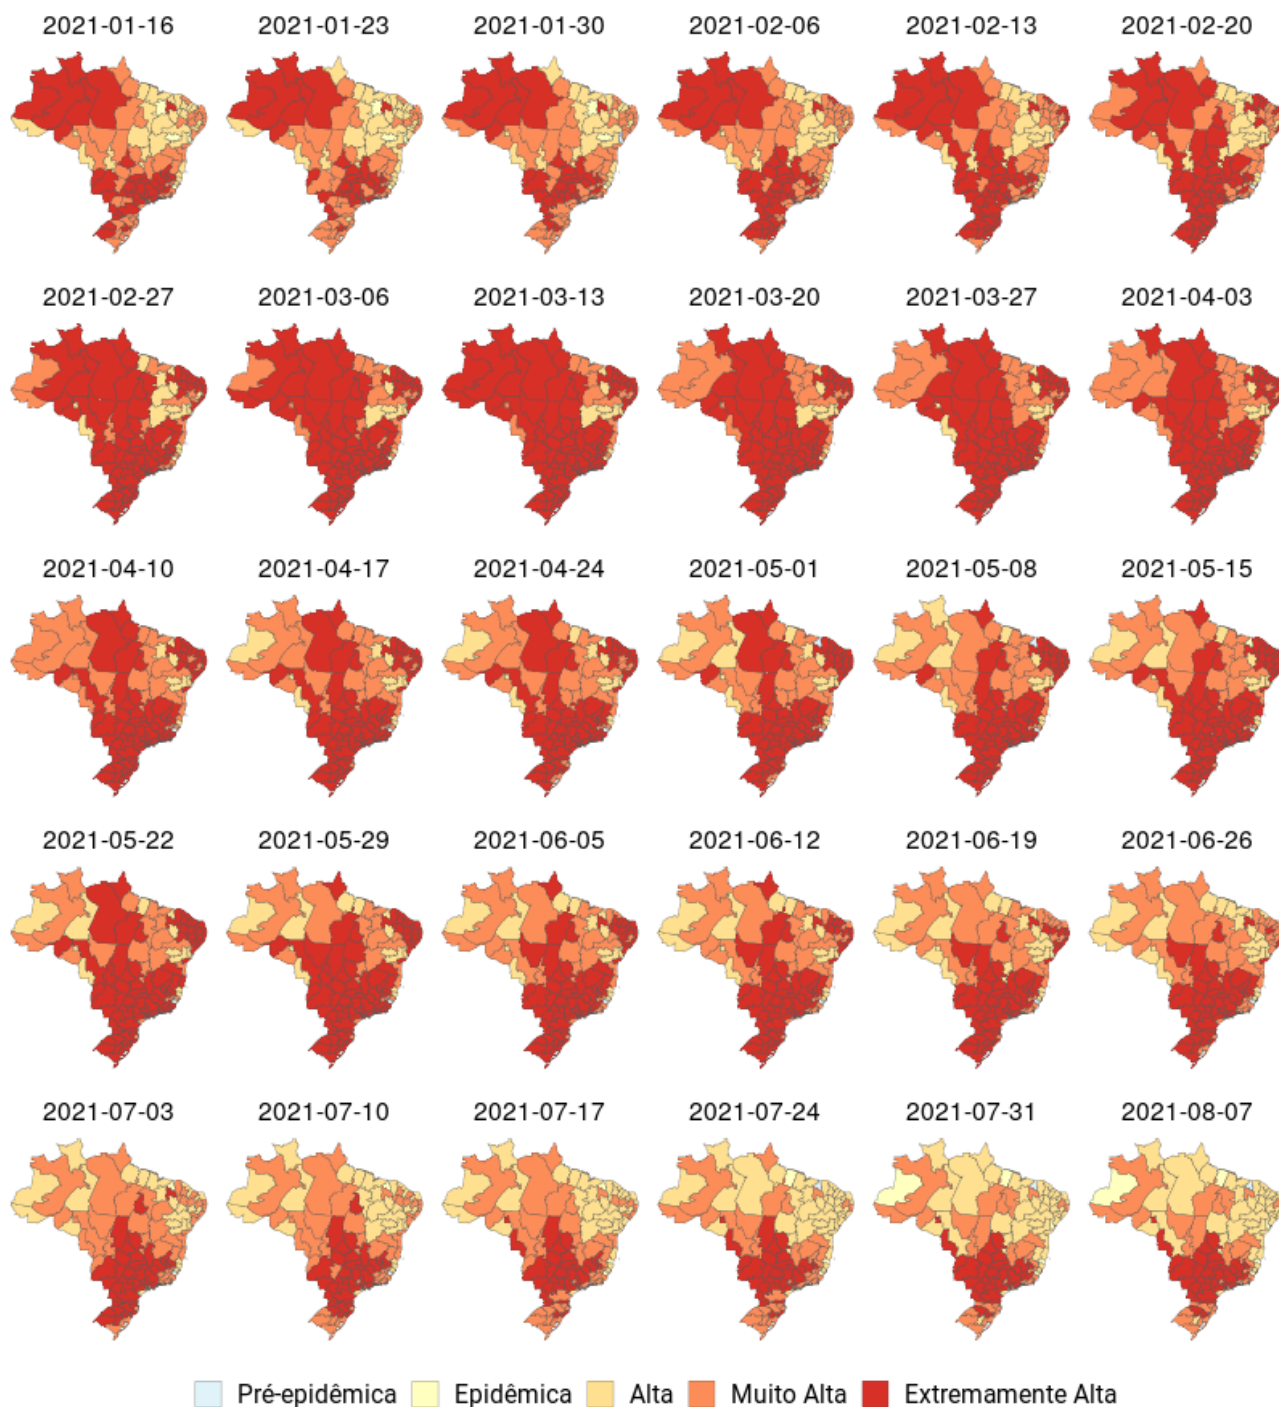 2021-01-16 2021-01-23 2021-01-30 2021-02-06 2021-02-13 2021-02-20
2021-02-27 2021-03-06 2021-03-13 2021-03-20 2021-03-27 2021-04-03
2021-04-10 2021-04-17 2021-04-24 2021-05-01 2021-05-08 2021-05-15
2021-05-22 2021-05-29 2021-06-05 2021-06-12 2021-06-19 2021-06-26
2021-07-03 2021-07-10 2021-07-17 2021-07-24 2021-07-31 2021-08-07
Pré-epidêmica Epidêmica Alta Muito Alta Extremamente Alta